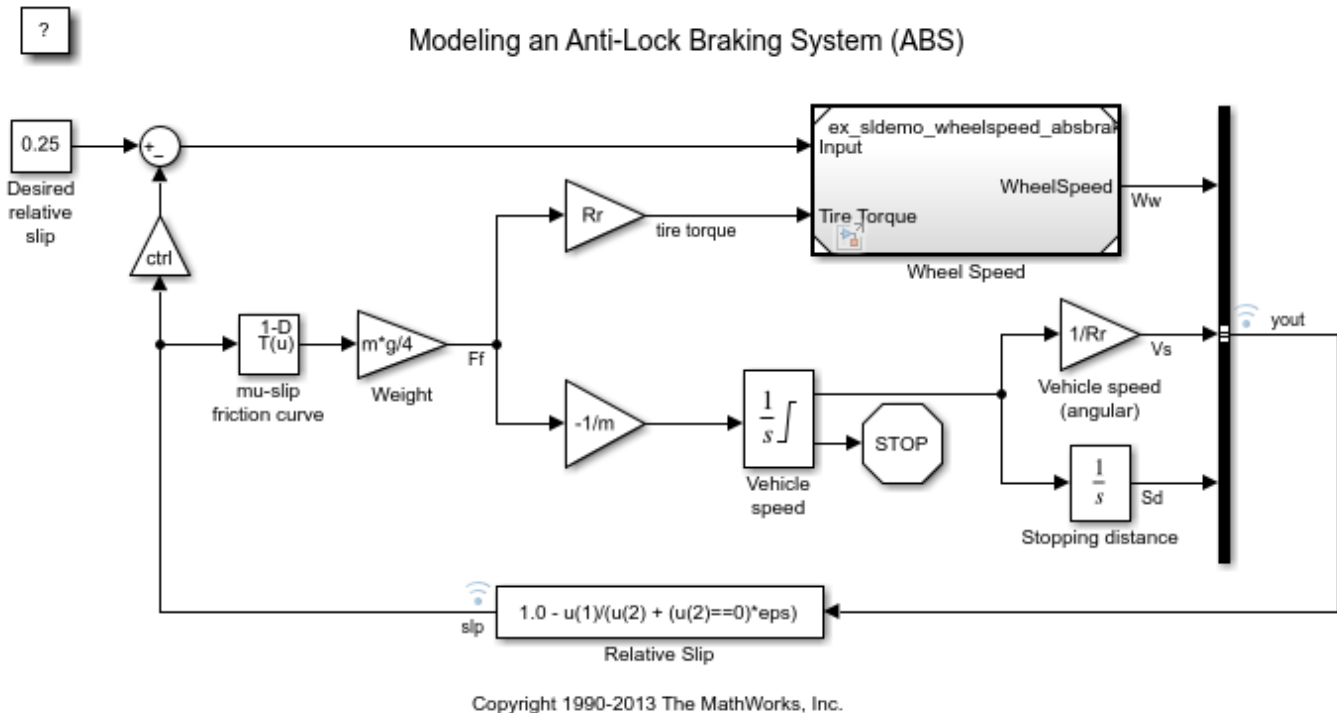 ?
Modeling an Anti-Lock Braking System (ABS)
0.25
Desired
relative
slip
+
-
ctrl
ex_sldemo_wheelspeed_absbrak
Input
WheelSpeed
Tire Torque
Wheel Speed
Ww
Rr
tire torque
1-D
T(u)
mu-slip
friction curve
m*g/4
Weight
Ff
-1/m
1
s
Vehicle
speed
STOP
1/Rr
Vs
Vehicle speed
(angular)
1
s
Sd
Stopping distance
yout
slp
1.0 - u(1)/(u(2) + (u(2)==0)*eps)
Relative Slip
Copyright 1990-2013 The MathWorks, Inc.